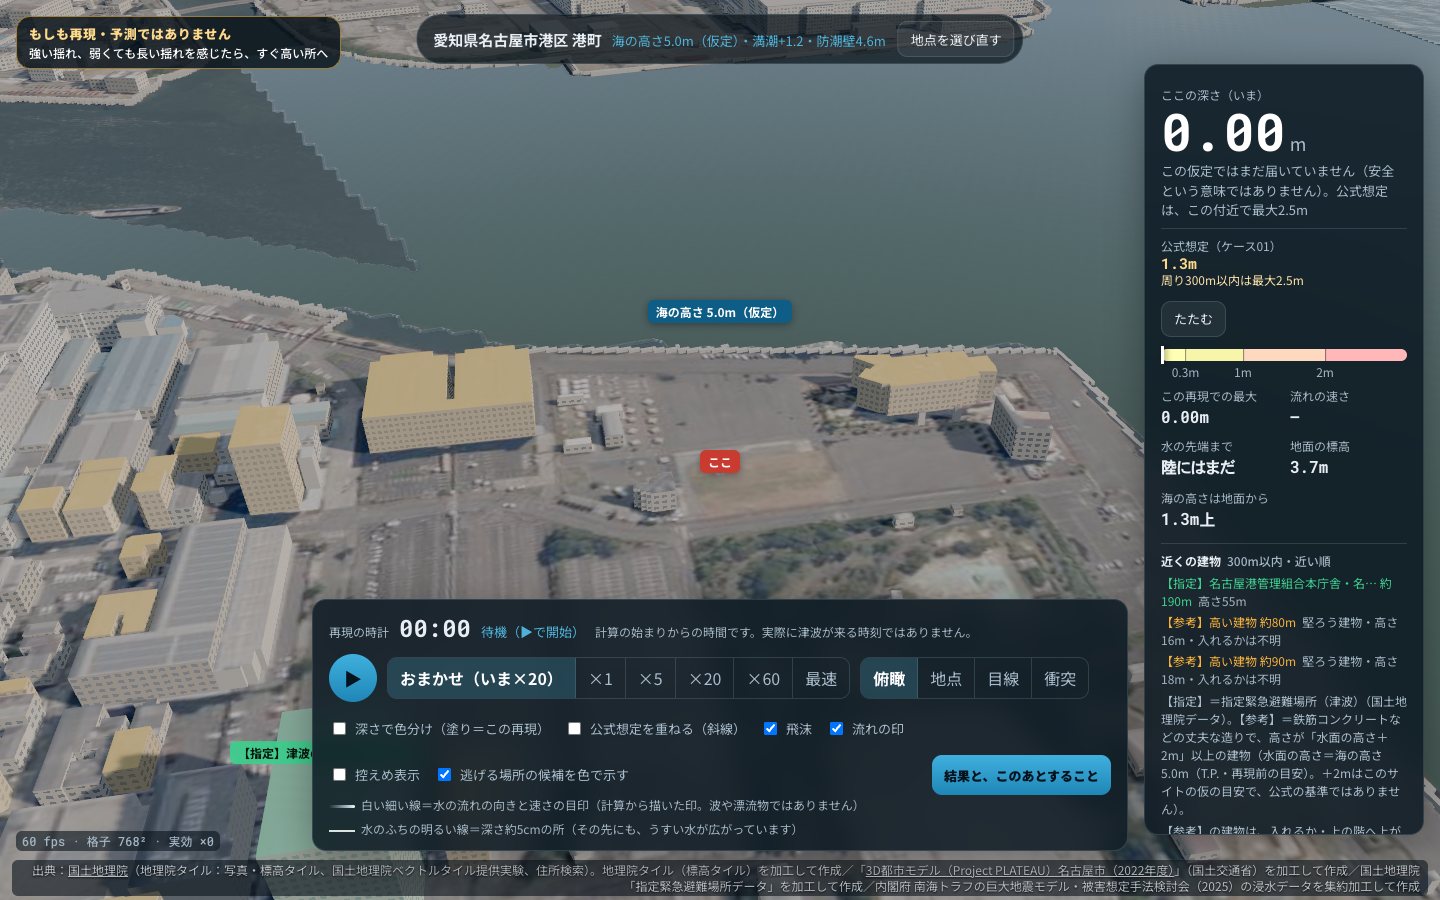 もしも再現・予測ではありません
強い揺れ、弱くても長い揺れを感じたら、すぐ高い所へ
愛知県名古屋市港区 港町 海の高さ5.0m（仮定）・満潮+1.2・防潮壁4.6m 地点を選び直す
海の高さ 5.0m（仮定）
ここ
【指定】津波
ここの深さ（いま）
0.00 m
この仮定ではまだ届いていません（安全
という意味ではありません）。公式想定
は、この付近で最大2.5m
公式想定（ケース01）
1.3m
周り300m以内は最大2.5m
たたむ
0.3m 1m 2m
この再現での最大 流れの速さ
0.00m —
水の先端まで 地面の標高
陸にはまだ 3.7m
海の高さは地面から
1.3m上
近くの建物 300m以内・近い順
【指定】名古屋港管理組合本庁舎・名… 約
190m 高さ55m
【参考】高い建物 約80m 堅ろう建物・高さ
16m・入れるかは不明
【参考】高い建物 約90m 堅ろう建物・高さ
18m・入れるかは不明
【指定】＝指定緊急避難場所（津波）（国土地
理院データ）。【参考】＝鉄筋コンクリートな
どの丈夫な造りで、高さが「水面の高さ＋
2m」以上の建物（水面の高さ＝海の高さ
5.0m（T.P.・再現前の目安）。＋2mはこのサ
イトの仮の目安で、公式の基準ではありませ
ん）。
【参考】の建物は、入れるか・上の階へ上が
再現の時計 00:00 待機（▶で開始） 計算の始まりからの時間です。実際に津波が来る時刻ではありません。
おまかせ（いま×20） ×1 ×5 ×20 ×60 最速 俯瞰 地点 目線 衝突
深さで色分け（塗り＝この再現） 公式想定を重ねる（斜線） 飛沫 流れの印
控えめ表示 逃げる場所の候補を色で示す 結果と、このあとすること
白い細い線＝水の流れの向きと速さの目印（計算から描いた印。波や漂流物ではありません）
水のふちの明るい線＝深さ約5cmの所（その先にも、うすい水が広がっています）
60 fps · 格子 768² · 実効 ×0
出典：国土地理院（地理院タイル：写真・標高タイル、国土地理院ベクトルタイル提供実験、住所検索）。地理院タイル（標高タイル）を加工して作成／「3D都市モデル（Project PLATEAU）名古屋市（2022年度）」（国土交通省）を加工して作成／国土地理院
「指定緊急避難場所データ」を加工して作成／内閣府 南海トラフの巨大地震モデル・被害想定手法検討会（2025）の浸水データを集約加工して作成